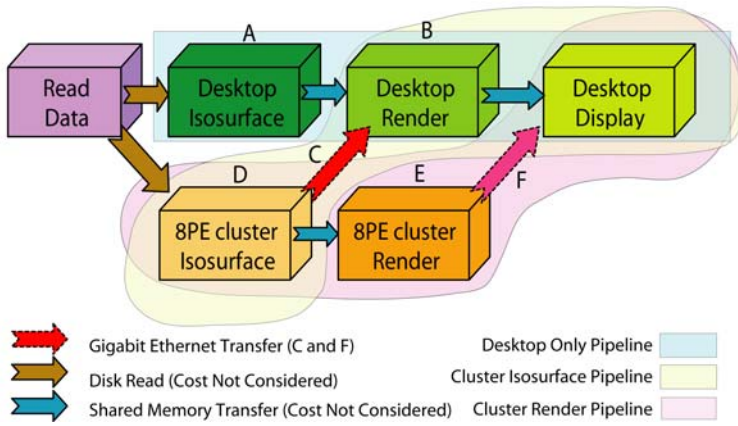 A
B
Read
Data
Desktop
Isosurface
Desktop
Render
Desktop
Display
C
D
E
F
8PE cluster
Isosurface
8PE cluster
Render
Gigabit Ethernet Transfer (C and F)
Disk Read (Cost Not Considered)
Shared Memory Transfer (Cost Not Considered)
Desktop Only Pipeline
Cluster Isosurface Pipeline
Cluster Render Pipeline